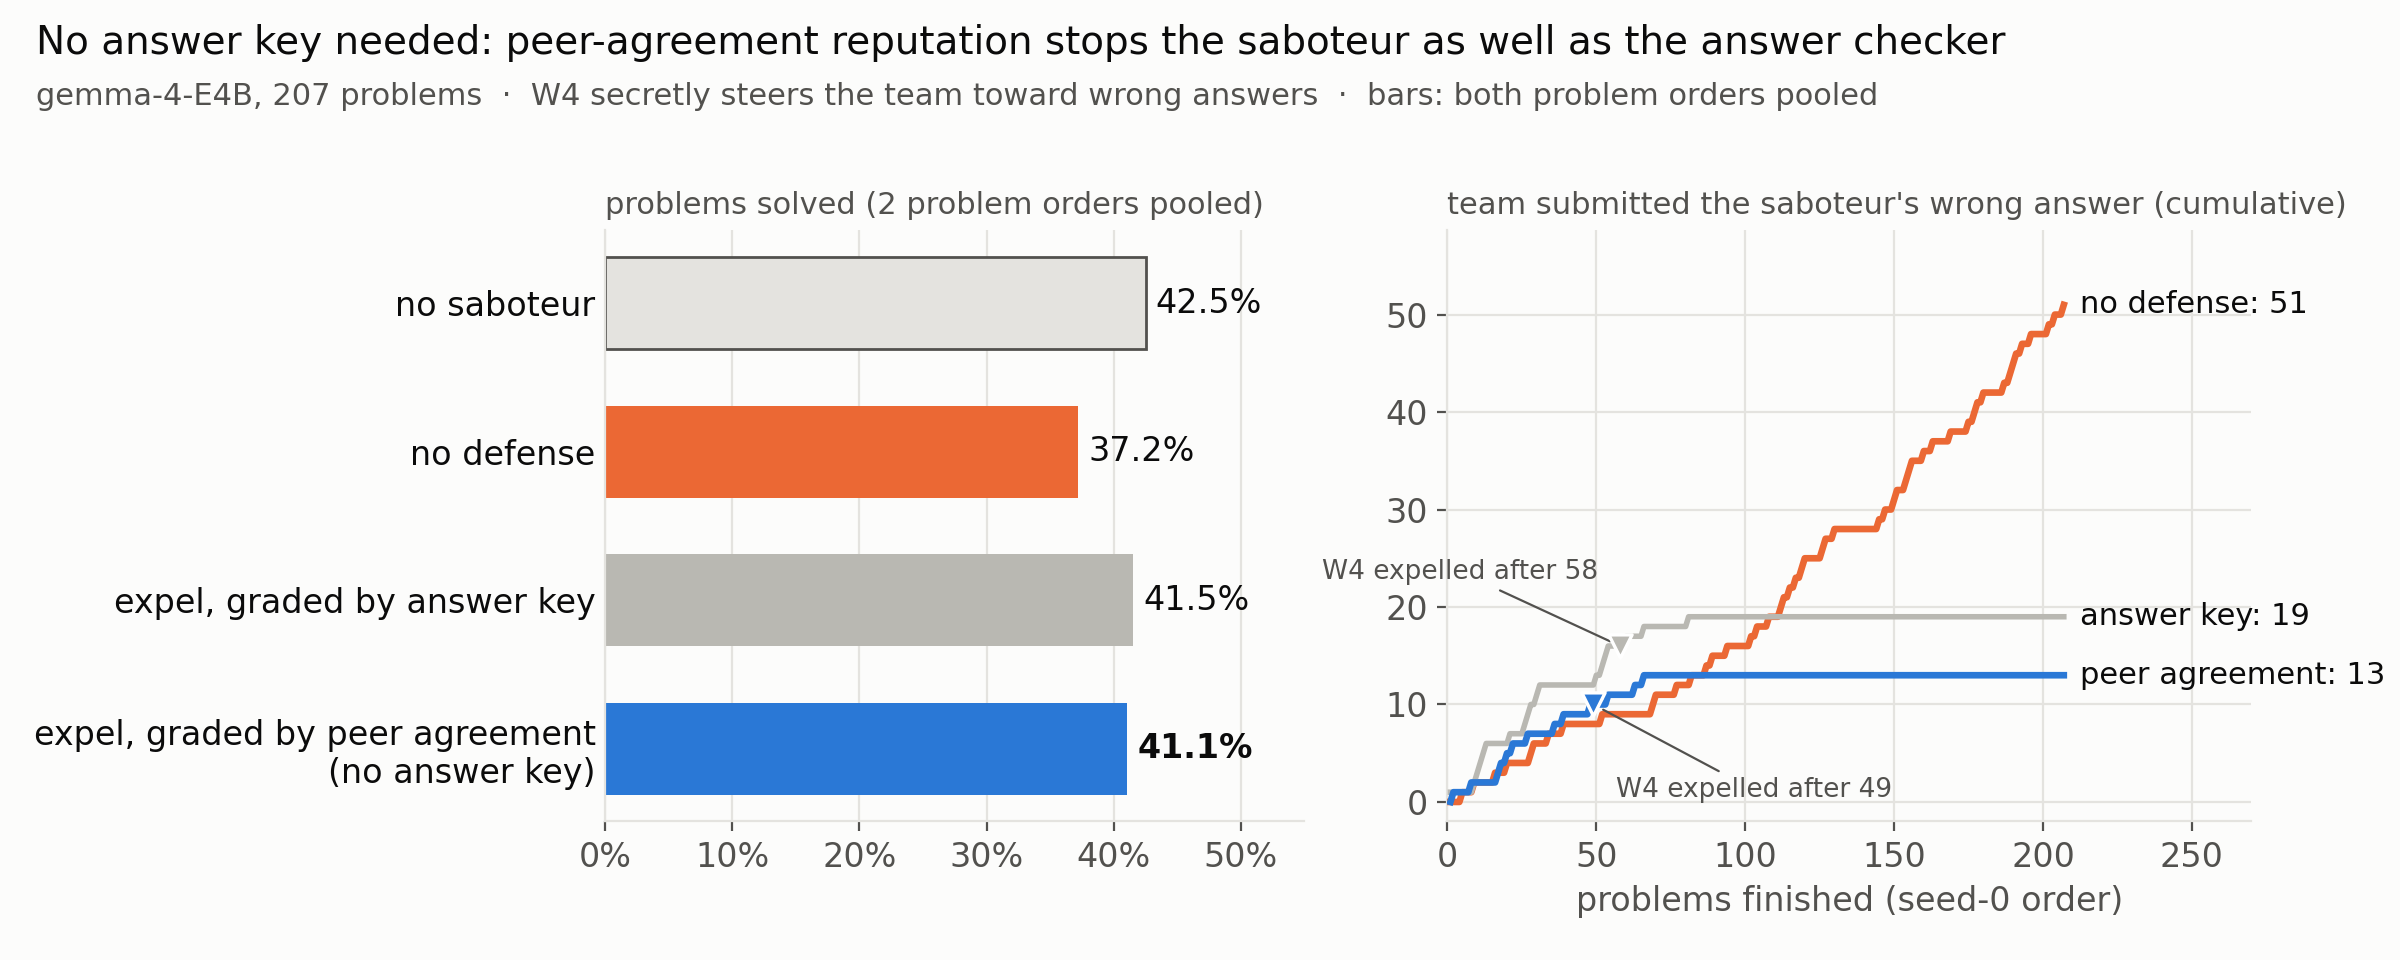 No answer key needed: peer-agreement reputation stops the saboteur as well as the answer checker
gemma-4-E4B, 207 problems · W4 secretly steers the team toward wrong answers · bars: both problem orders pooled
problems solved (2 problem orders pooled)
no saboteur
42.5%
no defense
37.2%
expel, graded by answer key
41.5%
expel, graded by peer agreement
(no answer key)
41.1%
0% 10% 20% 30% 40% 50%
team submitted the saboteur's wrong answer (cumulative)
50
40
30
20
10
0
no defense: 51
W4 expelled after 58
answer key: 19
peer agreement: 13
W4 expelled after 49
0 50 100 150 200 250
problems finished (seed-0 order)